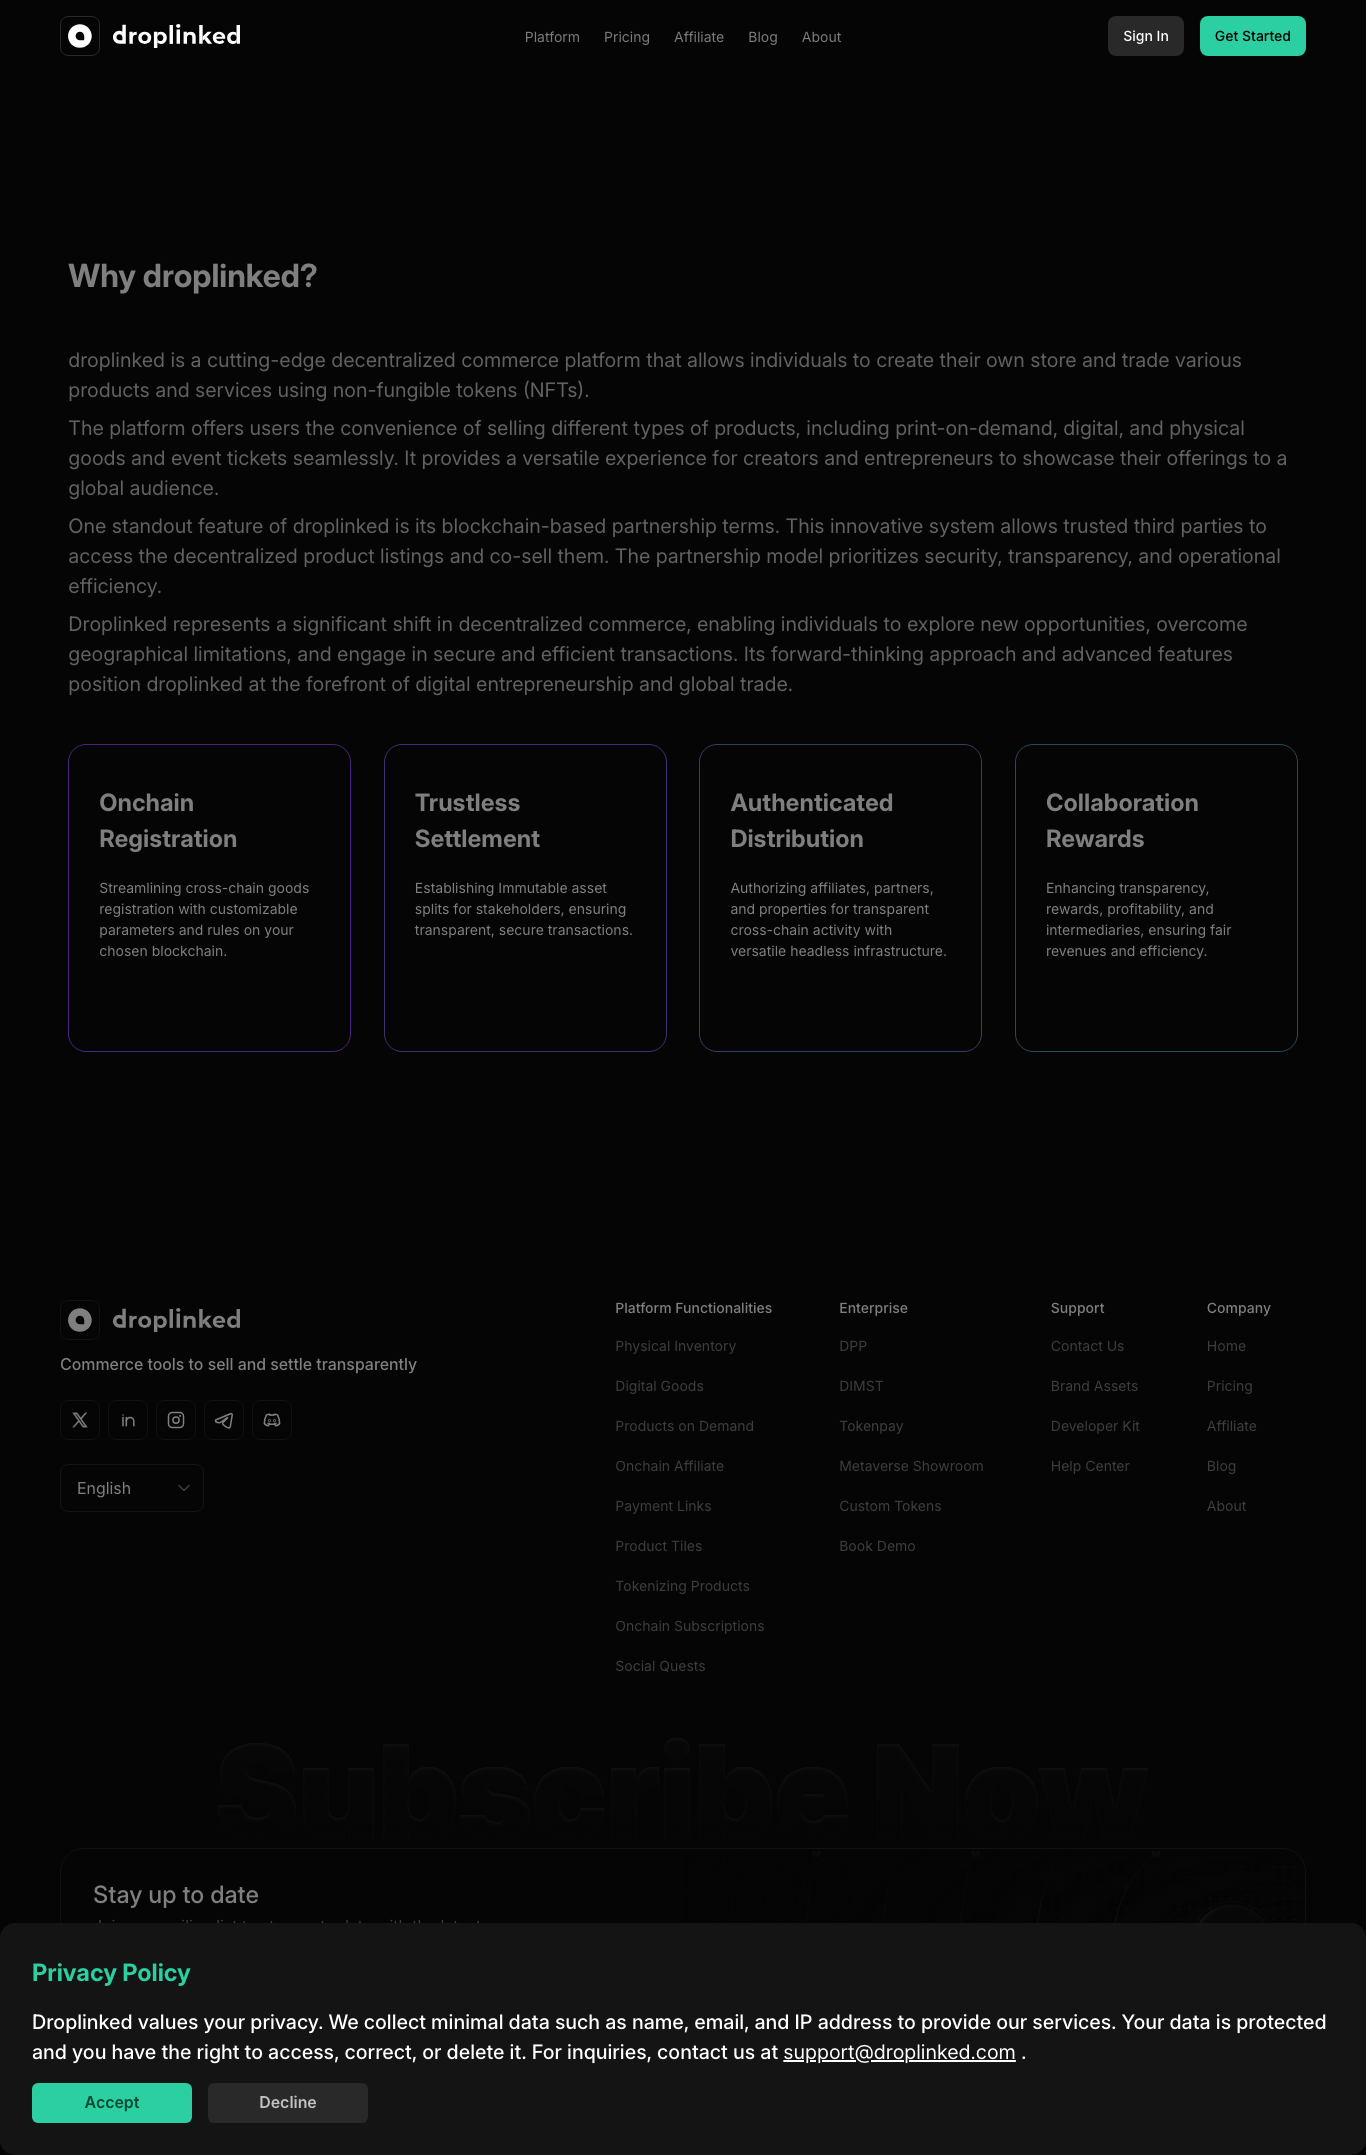 droplinked
Platform
Pricing
Affiliate
Blog
About
Sign In
Get Started
Why droplinked?
droplinked is a cutting-edge decentralized commerce platform that allows individuals to create their own store and trade various
products and services using non-fungible tokens (NFTs).
The platform offers users the convenience of selling different types of products, including print-on-demand, digital, and physical
goods and event tickets seamlessly. It provides a versatile experience for creators and entrepreneurs to showcase their offerings to a
global audience.
One standout feature of droplinked is its blockchain-based partnership terms. This innovative system allows trusted third parties to
access the decentralized product listings and co-sell them. The partnership model prioritizes security, transparency, and operational
efficiency.
Droplinked represents a significant shift in decentralized commerce, enabling individuals to explore new opportunities, overcome
geographical limitations, and engage in secure and efficient transactions. Its forward-thinking approach and advanced features
position droplinked at the forefront of digital entrepreneurship and global trade.
Onchain
Registration
Streamlining cross-chain goods
registration with customizable
parameters and rules on your
chosen blockchain.
Trustless
Settlement
Establishing Immutable asset
splits for stakeholders, ensuring
transparent, secure transactions.
Authenticated
Distribution
Authorizing affiliates, partners,
and properties for transparent
cross-chain activity with
versatile headless infrastructure.
Collaboration
Rewards
Enhancing transparency,
rewards, profitability, and
intermediaries, ensuring fair
revenues and efficiency.
droplinked
Commerce tools to sell and settle transparently
English
Platform Functionalities
Physical Inventory
Digital Goods
Products on Demand
Onchain Affiliate
Payment Links
Product Tiles
Tokenizing Products
Onchain Subscriptions
Social Quests
Enterprise
DPP
DIMST
Tokenpay
Metaverse Showroom
Custom Tokens
Book Demo
Support
Contact Us
Brand Assets
Developer Kit
Help Center
Company
Home
Pricing
Affiliate
Blog
About
Subscribe Now
Stay up to date
Privacy Policy
Droplinked values your privacy. We collect minimal data such as name, email, and IP address to provide our services. Your data is protected
and you have the right to access, correct, or delete it. For inquiries, contact us at support@droplinked.com .
Accept
Decline